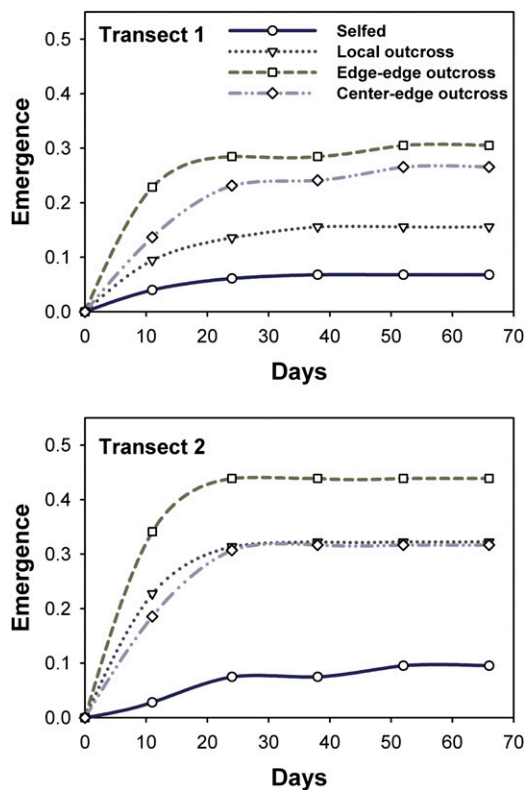 Transect 1
Selfed
Local outcross
Edge-edge outcross
Center-edge outcross
Emergence
0.5
0.4
0.3
0.2
0.1
0.0
0 10 20 30 40 50 60 70
Days
Transect 2
Emergence
0.5
0.4
0.3
0.2
0.1
0.0
0 10 20 30 40 50 60 70
Days